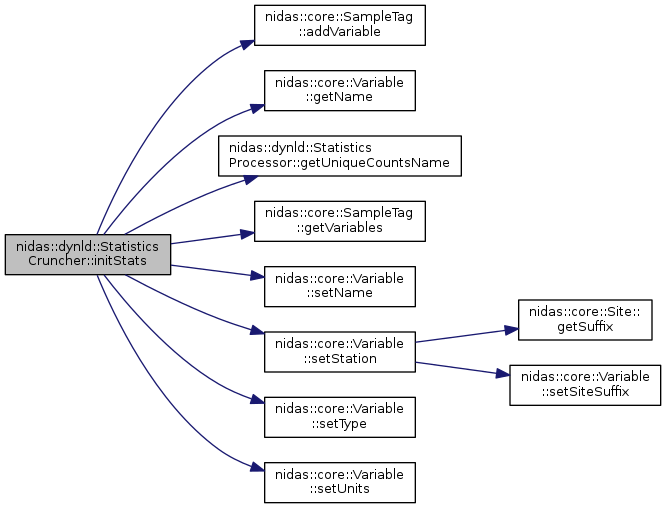 nidas::core::SampleTag
::addVariable
nidas::core::Variable
::getName
nidas::dynld::Statistics
Processor::getUniqueCountsName
nidas::core::SampleTag
::getVariables
nidas::dynld::Statistics
Cruncher::initStats
nidas::core::Variable
::setName
nidas::core::Site::
getSuffix
nidas::core::Variable
::setStation
nidas::core::Variable
::setSiteSuffix
nidas::core::Variable
::setType
nidas::core::Variable
::setUnits